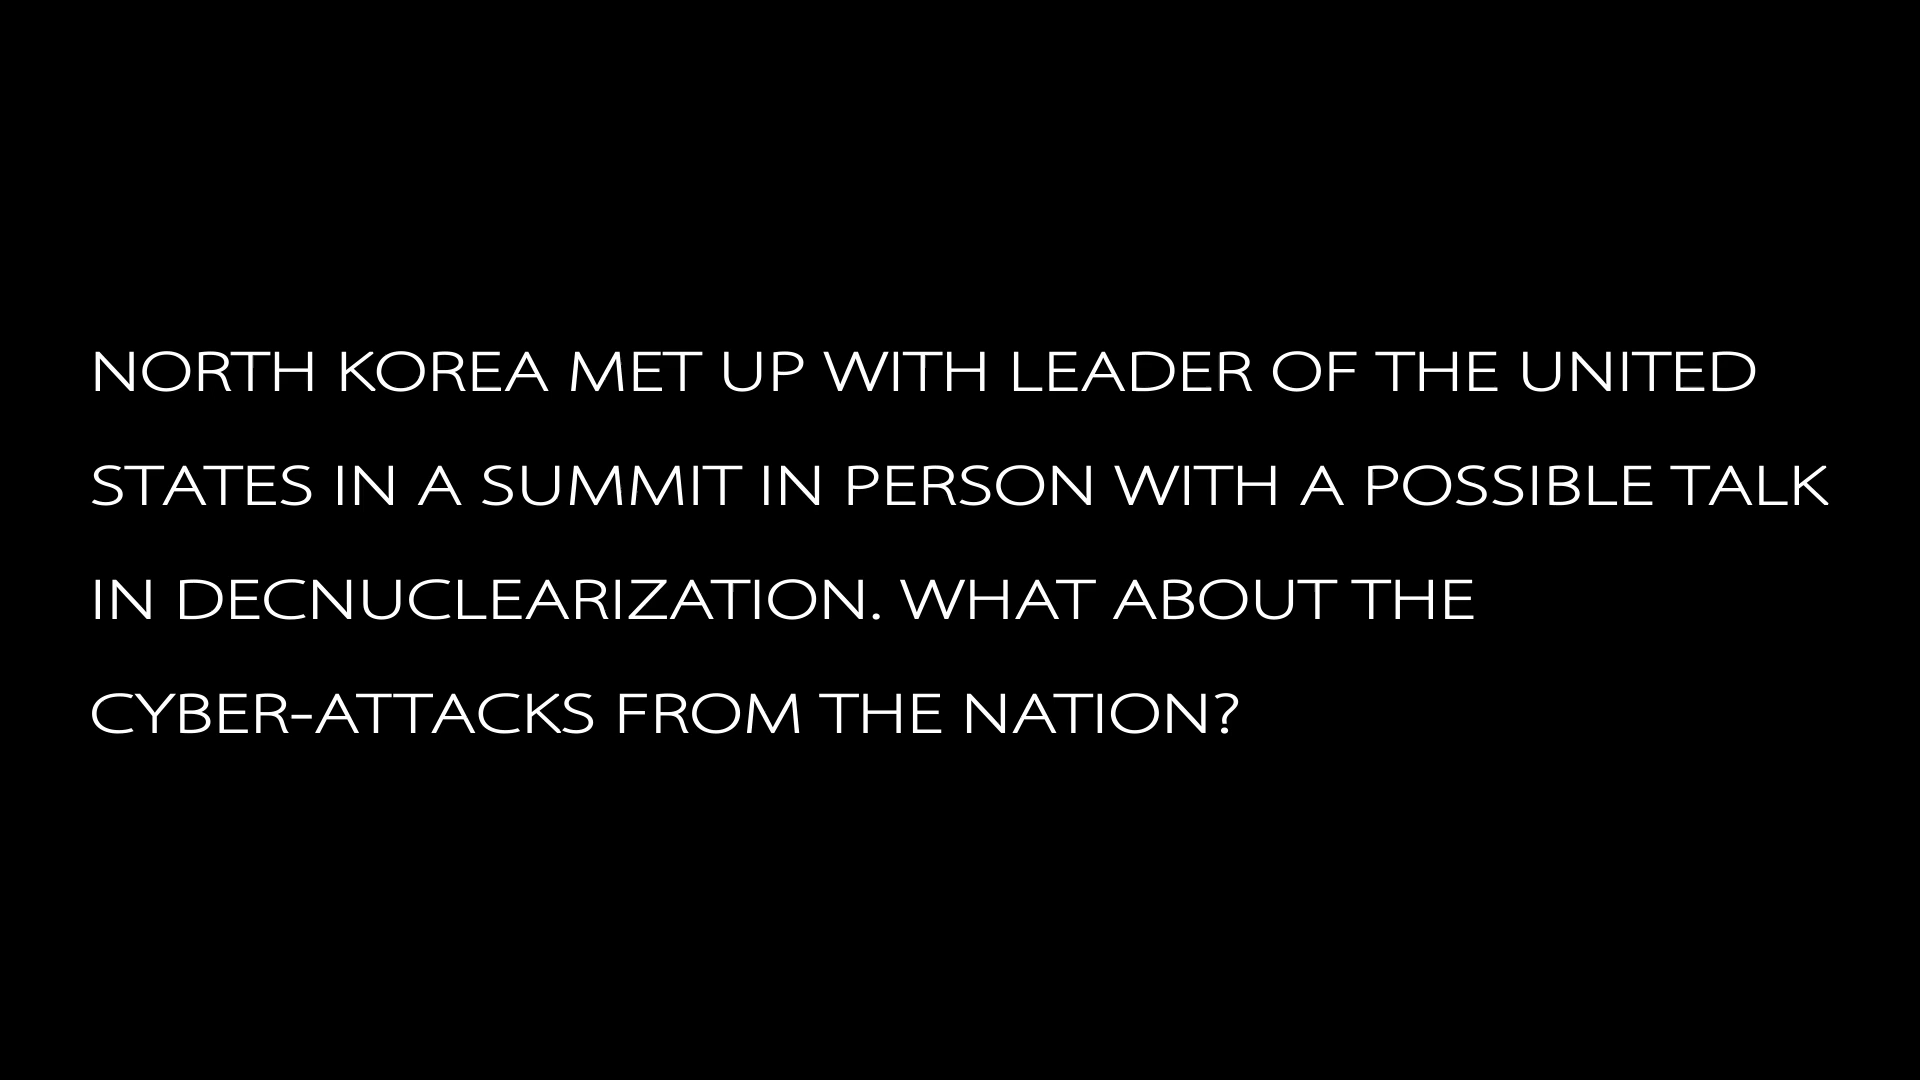 NORTH KOREA MET UP WITH LEADER OF THE UNITED
STATES IN A SUMMIT IN PERSON WITH A POSSIBLE TALK
IN DECNUCLEARIZATION. WHAT ABOUT THE
CYBER-ATTACKS FROM THE NATION?